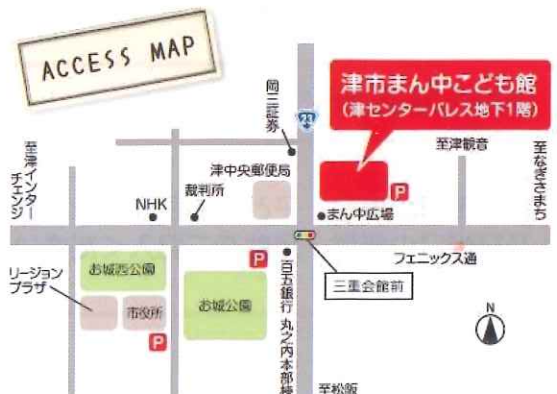 ACCESS MAP
津市まん中こども館
（津センターパレス地下1階）
岡三証券
23
至津インターチェンジ
津中央郵便局
至津観音
至なぎさまち
P
NHK
裁判所
まん中広場
フェニックス通
リージョン
プラザ
お城西公園
P
市役所
P
お城公園
百五銀行 丸之内本部棟
三重会館前
N
至松阪